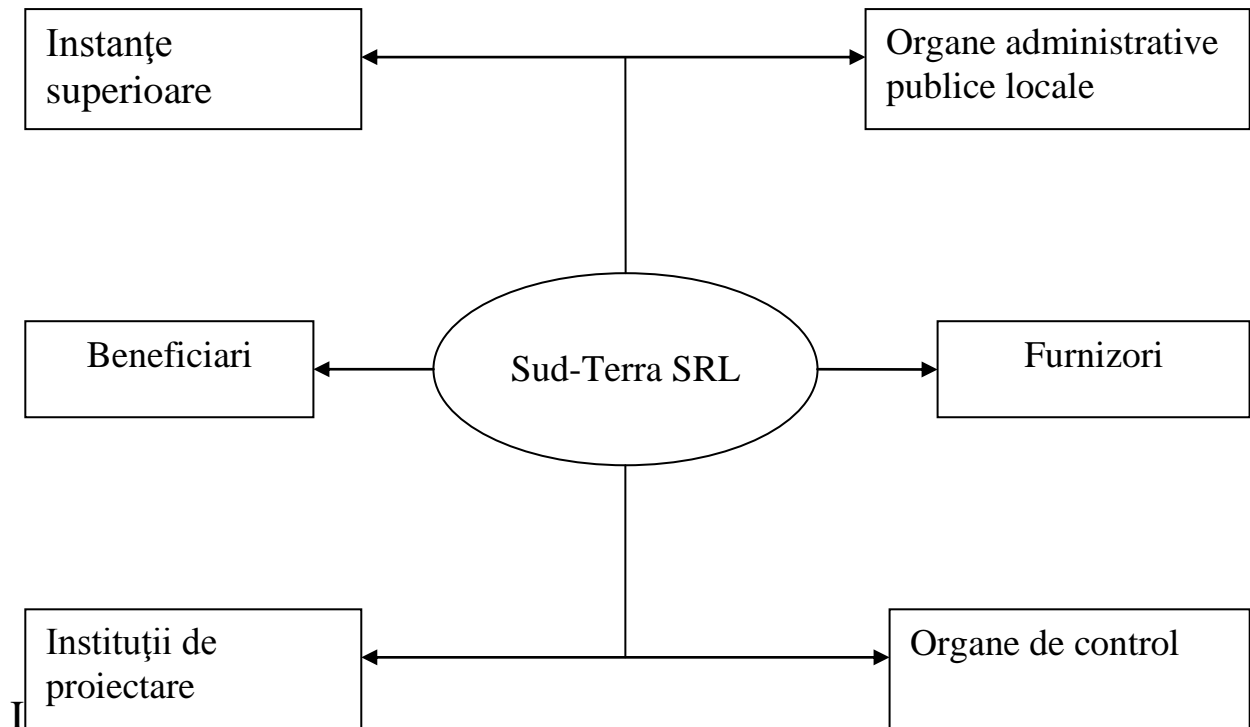 Instanţe
superioare
Organe administrative
publice locale
Beneficiari
Sud-Terra SRL
Furnizori
Instituţii de
proiectare
Organe de control
I